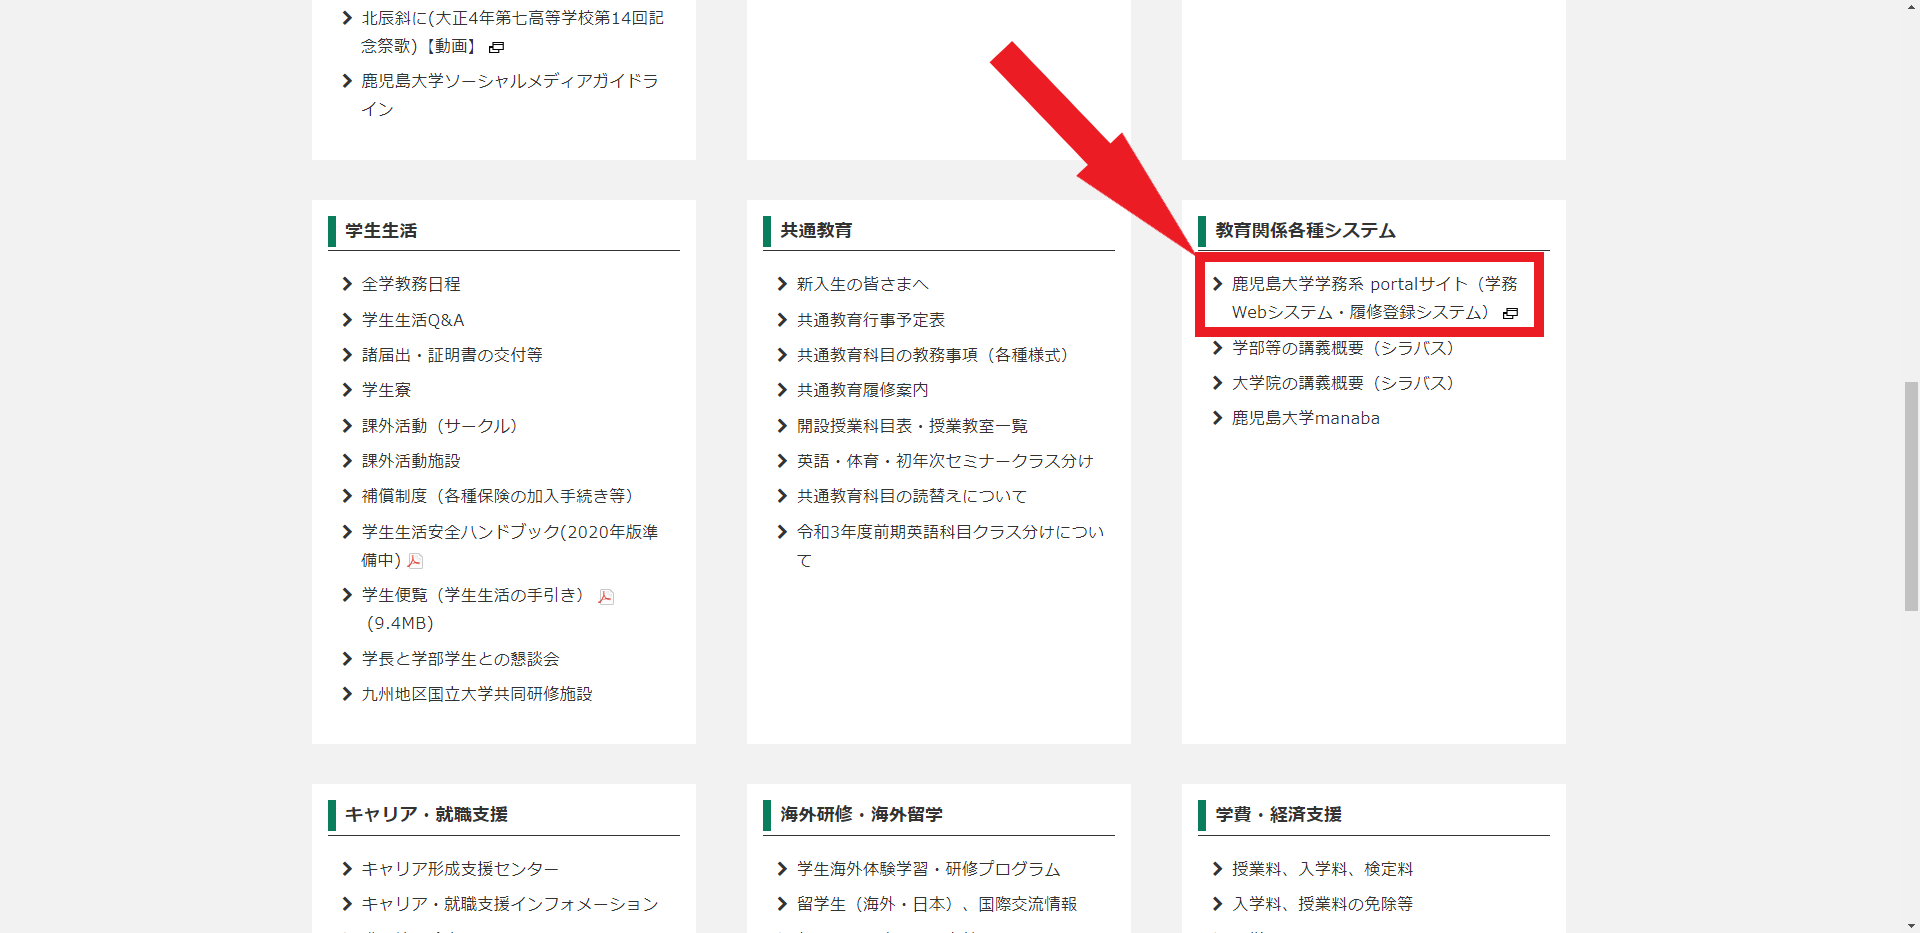 北辰斜に(大正4年第七高等学校第14回記
念祭歌)【動画】
鹿児島大学ソーシャルメディアガイドラ
イン
学生生活
全学教務日程
学生生活Q&A
諸届出・証明書の交付等
学生寮
課外活動（サークル）
課外活動施設
補償制度（各種保険の加入手続き等）
学生生活安全ハンドブック(2020年版準
備中)
学生便覧（学生生活の手引き）
(9.4MB)
学長と学部学生との懇談会
九州地区国立大学共同研修施設
共通教育
新入生の皆さまへ
共通教育行事予定表
共通教育科目の教務事項（各種様式）
共通教育履修案内
開設授業科目表・授業教室一覧
英語・体育・初年次セミナークラス分け
共通教育科目の読替えについて
令和3年度前期英語科目クラス分けについ
て
教育関係各種システム
鹿児島大学学務系 portalサイト（学務
Webシステム・履修登録システム）
学部等の講義概要（シラバス）
大学院の講義概要（シラバス）
鹿児島大学manaba
キャリア・就職支援
キャリア形成支援センター
キャリア・就職支援インフォメーション
海外研修・海外留学
学生海外体験学習・研修プログラム
留学生（海外・日本）、国際交流情報
学費・経済支援
授業料、入学料、検定料
入学料、授業料の免除等